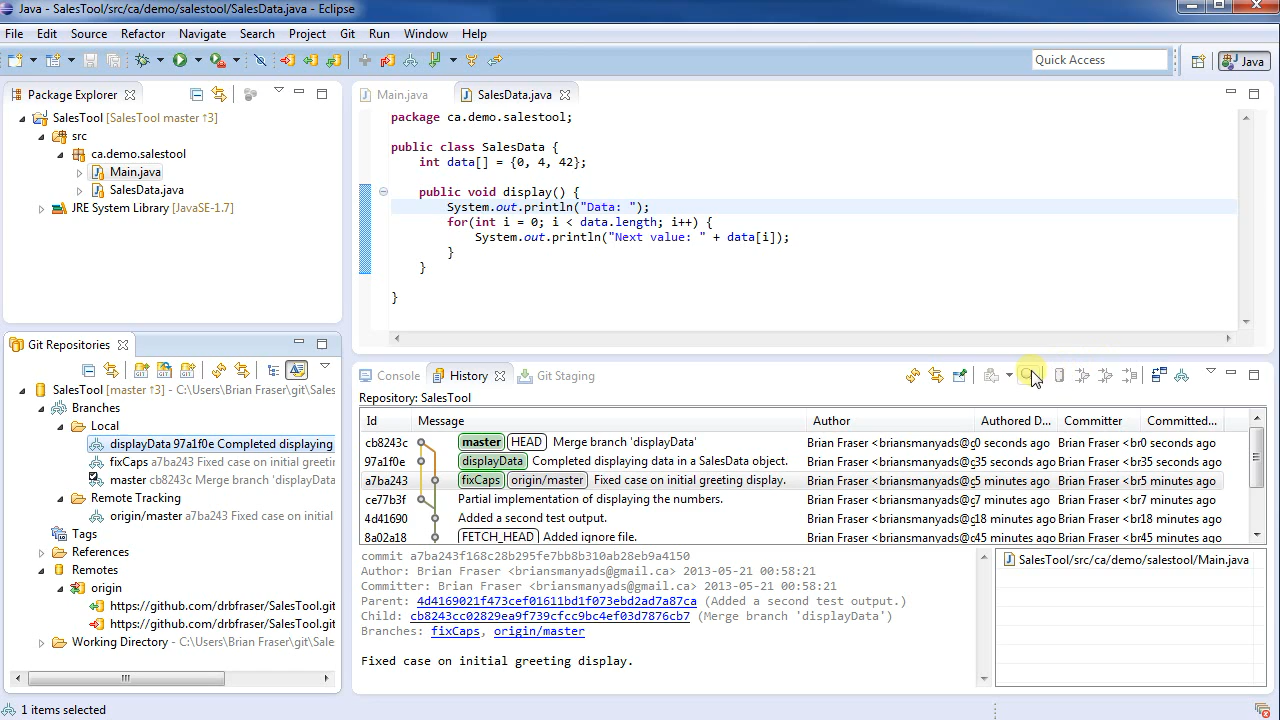 Java - SalesTool/src/ca/demo/salestool/SalesData.java - Eclipse
File Edit Source Refactor Navigate Search Project Git Run Window Help
Quick Access
Java
Package Explorer
SalesTool [SalesTool master ↑3]
src
ca.demo.salestool
Main.java
SalesData.java
JRE System Library [JavaSE-1.7]
Main.java
SalesData.java
package ca.demo.salestool;
public class SalesData {
int data[] = {0, 4, 42};
public void display() {
System.out.println("Data: ");
for(int i = 0; i < data.length; i++) {
System.out.println("Next value: " + data[i]);
}
}
}
Git Repositories
SalesTool [master ↑3] - C:\Users\Brian Fraser\git\Sale
Branches
Local
displayData 97a1f0e Completed displaying
fixCaps a7ba243 Fixed case on initial greeti
master cb8243c Merge branch 'displayData
Remote Tracking
origin/master a7ba243 Fixed case on initial
Tags
References
Remotes
origin
https://github.com/drbfraser/SalesTool.git
https://github.com/drbfraser/SalesTool.git
Working Directory - C:\Users\Brian Fraser\git\Sale
1 items selected
Console
History
Git Staging
Repository: SalesTool
Id Message Author Authored D... Committer Committed...
cb8243c master HEAD Merge branch 'displayData' Brian Fraser <briansmanyads@g 0 seconds ago Brian Fraser <br 0 seconds ago
97a1f0e displayData Completed displaying data in a SalesData object. Brian Fraser <briansmanyads@g 35 seconds ago Brian Fraser <br 35 seconds ago
a7ba243 fixCaps origin/master Fixed case on initial greeting display. Brian Fraser <briansmanyads@g 5 minutes ago Brian Fraser <br 5 minutes ago
ce77b3f Partial implementation of displaying the numbers. Brian Fraser <briansmanyads@g 7 minutes ago Brian Fraser <br 7 minutes ago
4d41690 Added a second test output. Brian Fraser <briansmanyads@g 18 minutes ago Brian Fraser <br 18 minutes ago
8a02a18 FETCH_HEAD Added ignore file. Brian Fraser <briansmanyads@g 45 minutes ago Brian Fraser <br 45 minutes ago
commit a7ba243f168c28b295fe7bb8b310ab28eb9a4150
Author: Brian Fraser <briansmanyads@gmail.ca> 2013-05-21 00:58:21
Committer: Brian Fraser <briansmanyads@gmail.ca> 2013-05-21 00:58:21
Parent: 4d4169021f473cef01611bd1f073ebd2ad7a87ca (Added a second test output.)
Child: cb8243cc02829ea9f739cfcc9bc4ef03d7876cb7 (Merge branch 'displayData')
Branches: fixCaps, origin/master
Fixed case on initial greeting display.
SalesTool/src/ca/demo/salestool/Main.java